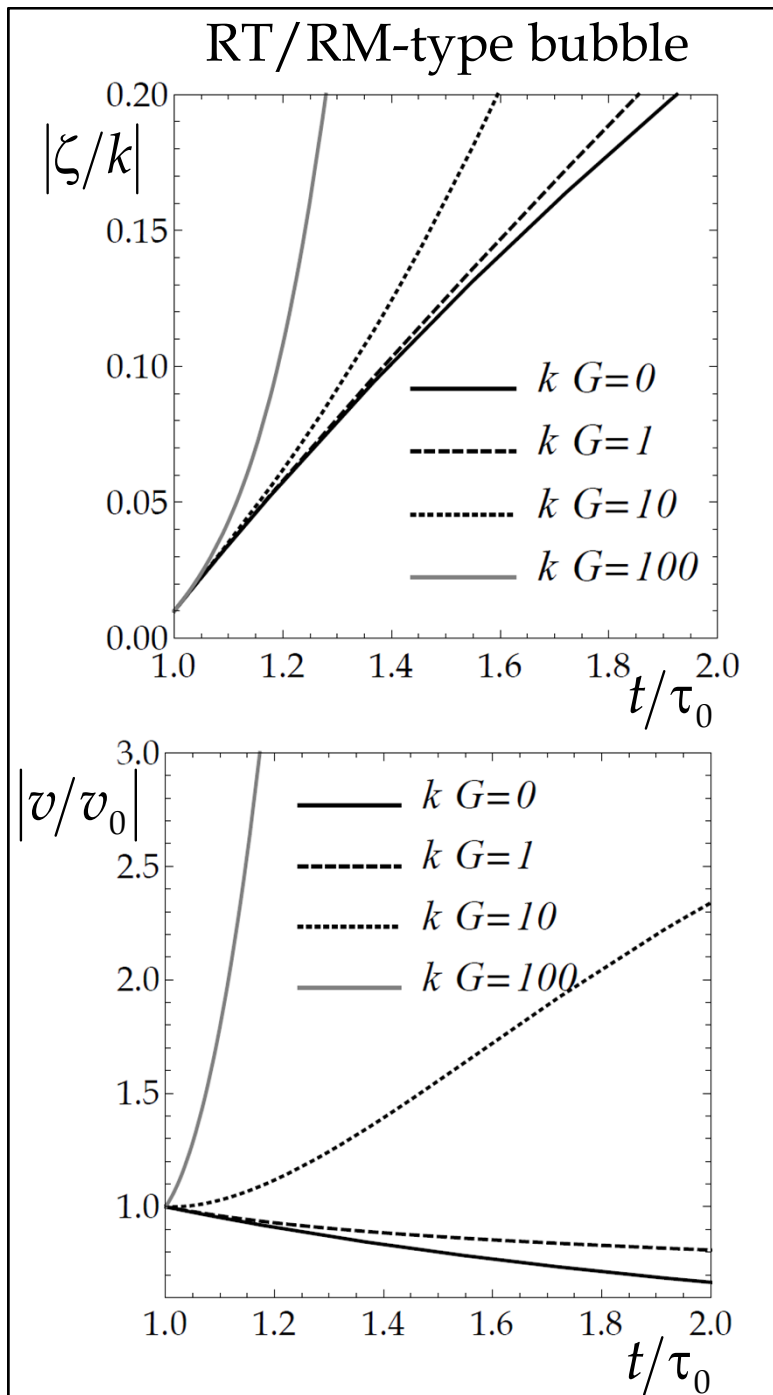 RT/RM-type bubble
|ζ/k|
0.20
0.15
0.10
0.05
0.00
k G=0
k G=1
k G=10
k G=100
1.0 1.2 1.4 1.6 1.8 2.0
t/τ₀
|v/v₀|
3.0
2.5
2.0
1.5
1.0
k G=0
k G=1
k G=10
k G=100
1.0 1.2 1.4 1.6 1.8 2.0
t/τ₀